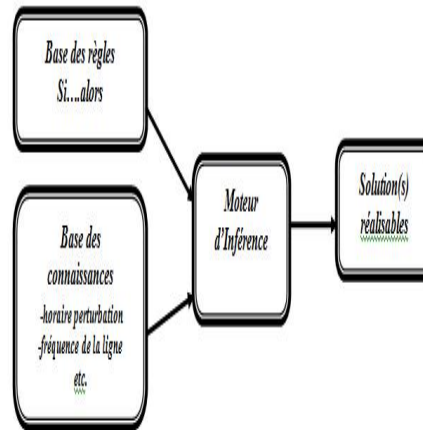 Base des règles
Si....alors
Base des
connaissances
-horaire perturbation
-fréquence de la ligne
etc.
Moteur
d'Inférence
Solution(s)
réalisables